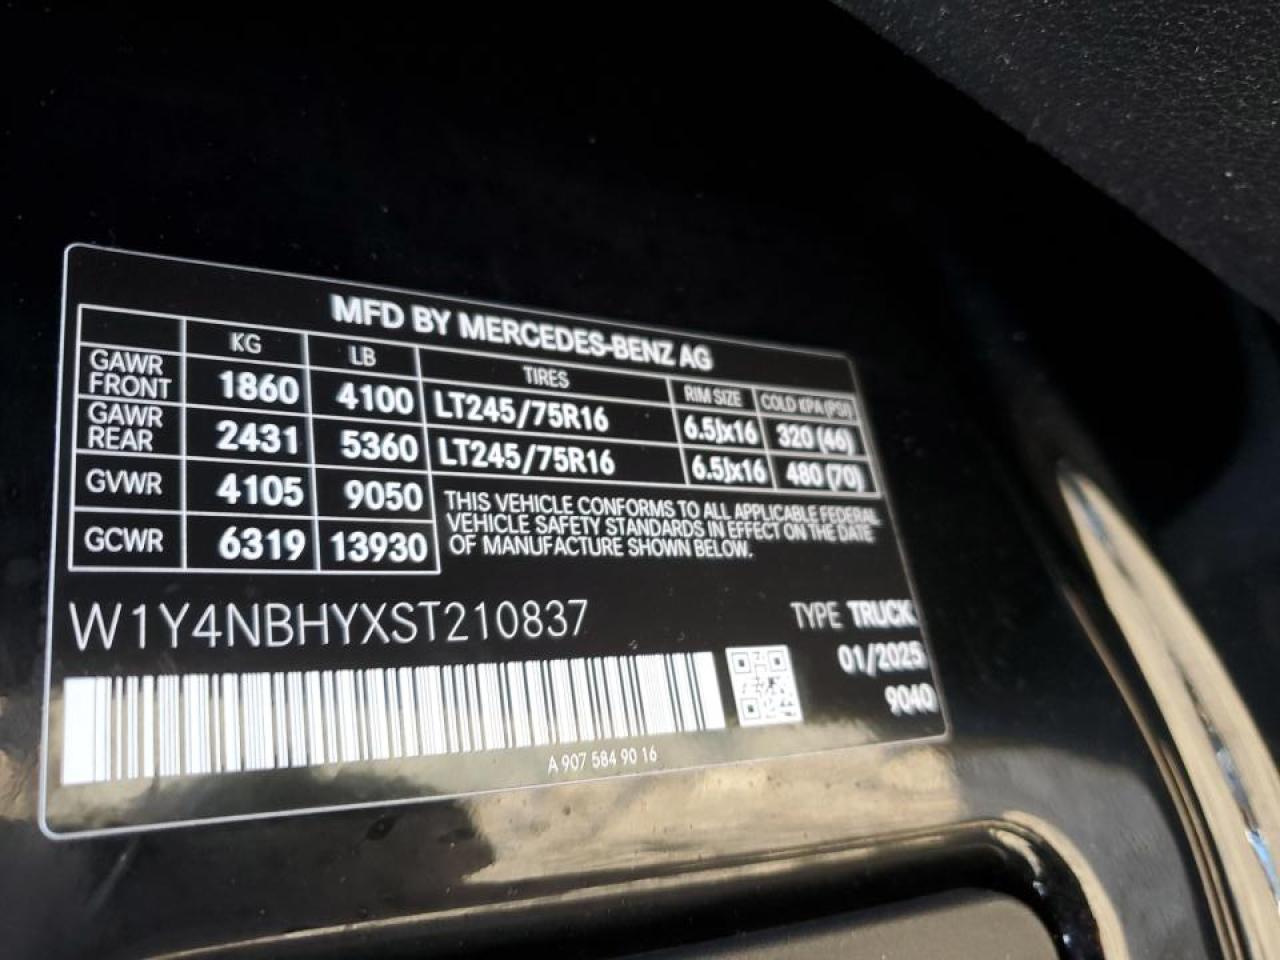 MFD BY MERCEDES-BENZ AG
KG LB TIRES RIM SIZE COLD KPA (PSI)
GAWR FRONT 1860 4100 LT245/75R16 6.5Jx16 320 (46)
GAWR REAR 2431 5360 LT245/75R16 6.5Jx16 480 (70)
GVWR 4105 9050
GCWR 6319 13930
THIS VEHICLE CONFORMS TO ALL APPLICABLE FEDERAL
VEHICLE SAFETY STANDARDS IN EFFECT ON THE DATE
OF MANUFACTURE SHOWN BELOW.
W1Y4NBHYXST210837
TYPE TRUCK
01/2025
9040
A 907 584 90 16